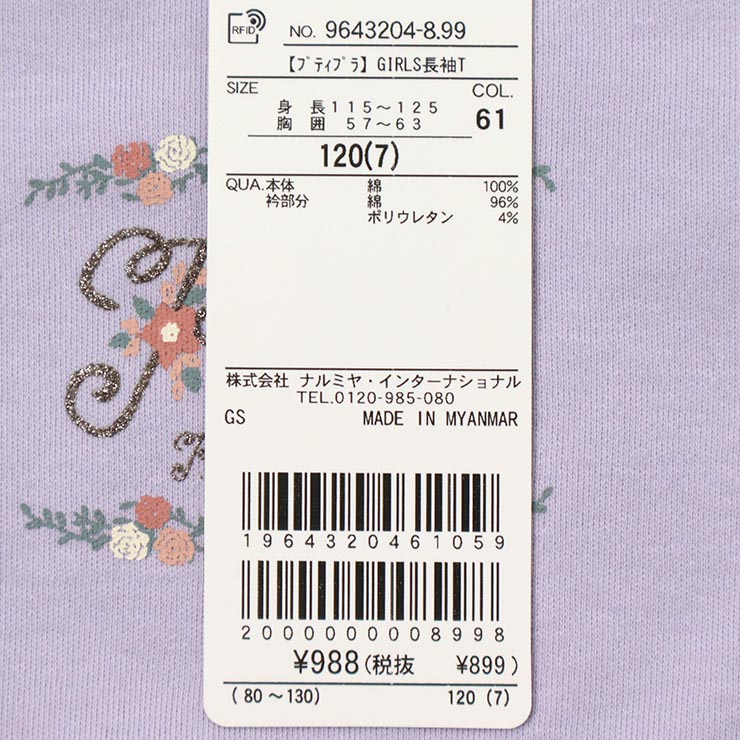 RFID
NO. 9643204-8.99
【プティプラ】GIRLS長袖T
SIZE COL.
身 長 115～125
胸 囲 57～63 61
120(7)
QUA. 本体 綿 100%
衿部分 綿 96%
ポリウレタン 4%
株式会社 ナルミヤ・インターナショナル
TEL.0120-985-080
GS MADE IN MYANMAR
1964320461059
2000000008998
¥988(税抜 ¥899)
(80～130) 120 (7)